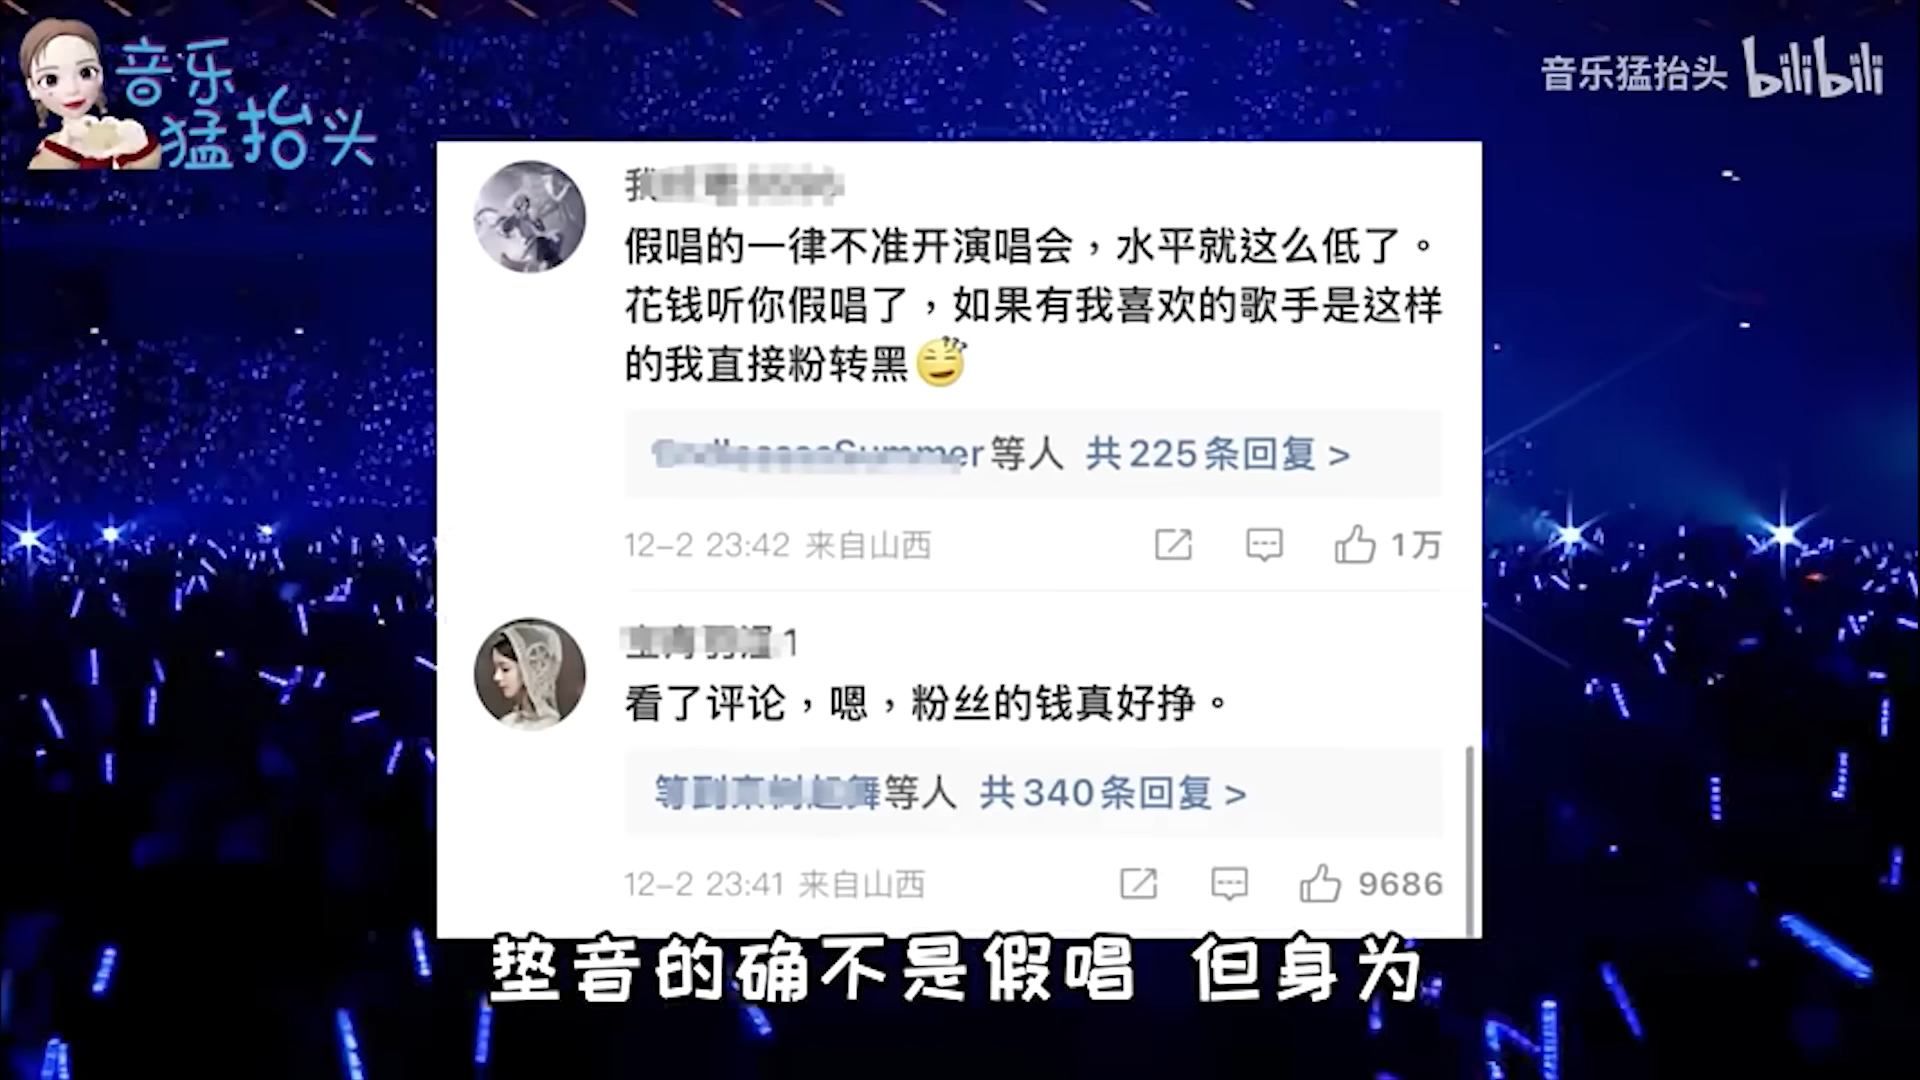 音乐
猛抬头
音乐猛抬头 bilibili
我
假唱的一律不准开演唱会，水平就这么低了。
花钱听你假唱了，如果有我喜欢的歌手是这样
的我直接粉转黑
等人 共225条回复 >
12-2 23:42 来自山西
1万
1
看了评论，嗯，粉丝的钱真好挣。
等人 共340条回复 >
12-2 23:41 来自山西
9686
垫音的确不是假唱 但身为